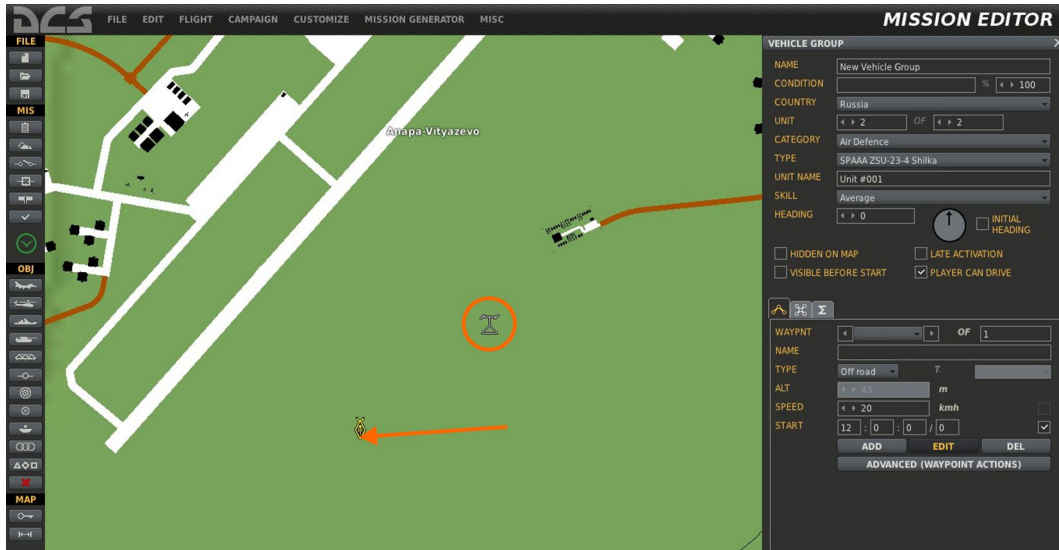 DCS FILE EDIT FLIGHT CAMPAIGN CUSTOMIZE MISSION GENERATOR MISC MISSION EDITOR
FILE
MIS
OBJ
MAP
Anapa-Vityazevo
VEHICLE GROUP
NAME New Vehicle Group
CONDITION % 100
COUNTRY Russia
UNIT 2 OF 2
CATEGORY Air Defence
TYPE SPAAA ZSU-23-4 Shilka
UNIT NAME Unit #001
SKILL Average
HEADING 0 INITIAL
HEADING
HIDDEN ON MAP LATE ACTIVATION
VISIBLE BEFORE START PLAYER CAN DRIVE
Σ
WAYPNT OF 1
NAME
TYPE Off road T.
ALT 45 m
SPEED 20 kmh
START 12 : 0 : 0 / 0
ADD EDIT DEL
ADVANCED (WAYPOINT ACTIONS)